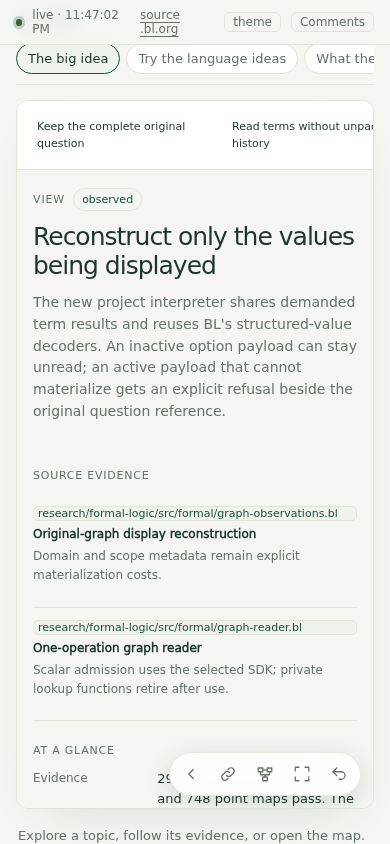 live · 11:47:02
PM
source
.bl.org
theme
Comments
The big idea
Try the language ideas
What the
Keep the complete original
question
Read terms without unpac
history
VIEW
observed
Reconstruct only the values
being displayed
The new project interpreter shares demanded
term results and reuses BL's structured-value
decoders. An inactive option payload can stay
unread; an active payload that cannot
materialize gets an explicit refusal beside the
original question reference.
SOURCE EVIDENCE
research/formal-logic/src/formal/graph-observations.bl
Original-graph display reconstruction
Domain and scope metadata remain explicit
materialization costs.
research/formal-logic/src/formal/graph-reader.bl
One-operation graph reader
Scalar admission uses the selected SDK; private
lookup functions retire after use.
AT A GLANCE
Evidence
and 748 point maps pass. The
Explore a topic, follow its evidence, or open the map.